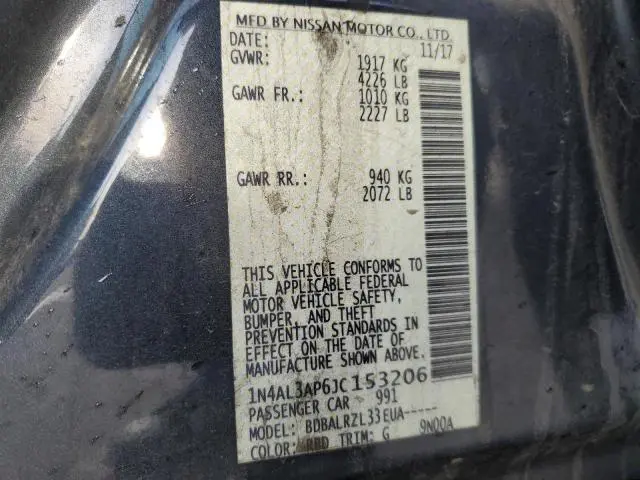 MFD BY NISSAN MOTOR CO., LTD.
DATE: 11/17
GVWR: 1917 KG
4226 LB
GAWR FR.: 1010 KG
2227 LB
GAWR RR.: 940 KG
2072 LB
THIS VEHICLE CONFORMS TO
ALL APPLICABLE FEDERAL
MOTOR VEHICLE SAFETY,
BUMPER, AND THEFT
PREVENTION STANDARDS IN
EFFECT ON THE DATE OF
MANUFACTURE SHOWN ABOVE.
1N4AL3AP6JC153206
PASSENGER CAR 991
MODEL: BDBALRZL33EUA-----
COLOR: RBD TRIM: G 9NQ0A